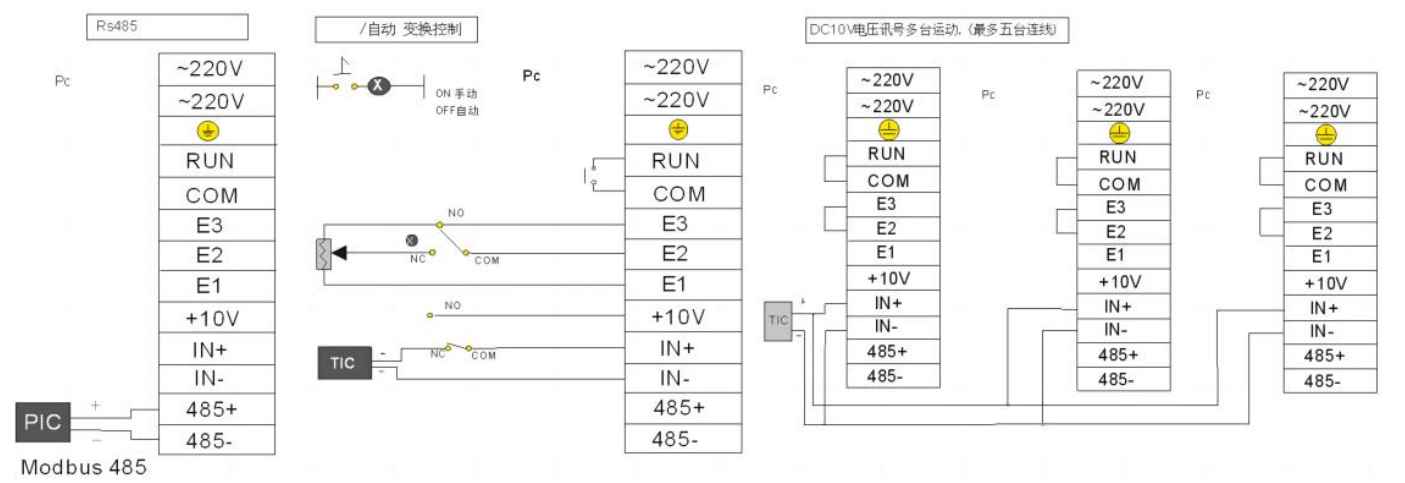 Rs485
Pc
~220V
~220V
RUN
COM
E3
E2
E1
+10V
IN+
IN-
485+
485-
PIC
+
—
Modbus 485
/自动 变换控制
X
ON 手动
OFF自动
Pc
~220V
~220V
RUN
COM
E3
E2
E1
+10V
IN+
IN-
485+
485-
NO
X
NC
COM
NO
TIC
-
-
NC
COM
DC10V电压讯号多台运动.(最多五台连线)
Pc
~220V
~220V
RUN
COM
E3
E2
E1
+10V
IN+
IN-
485+
485-
TIC
+
-
Pc
~220V
~220V
RUN
COM
E3
E2
E1
+10V
IN+
IN-
485+
485-
Pc
~220V
~220V
RUN
COM
E3
E2
E1
+10V
IN+
IN-
485+
485-